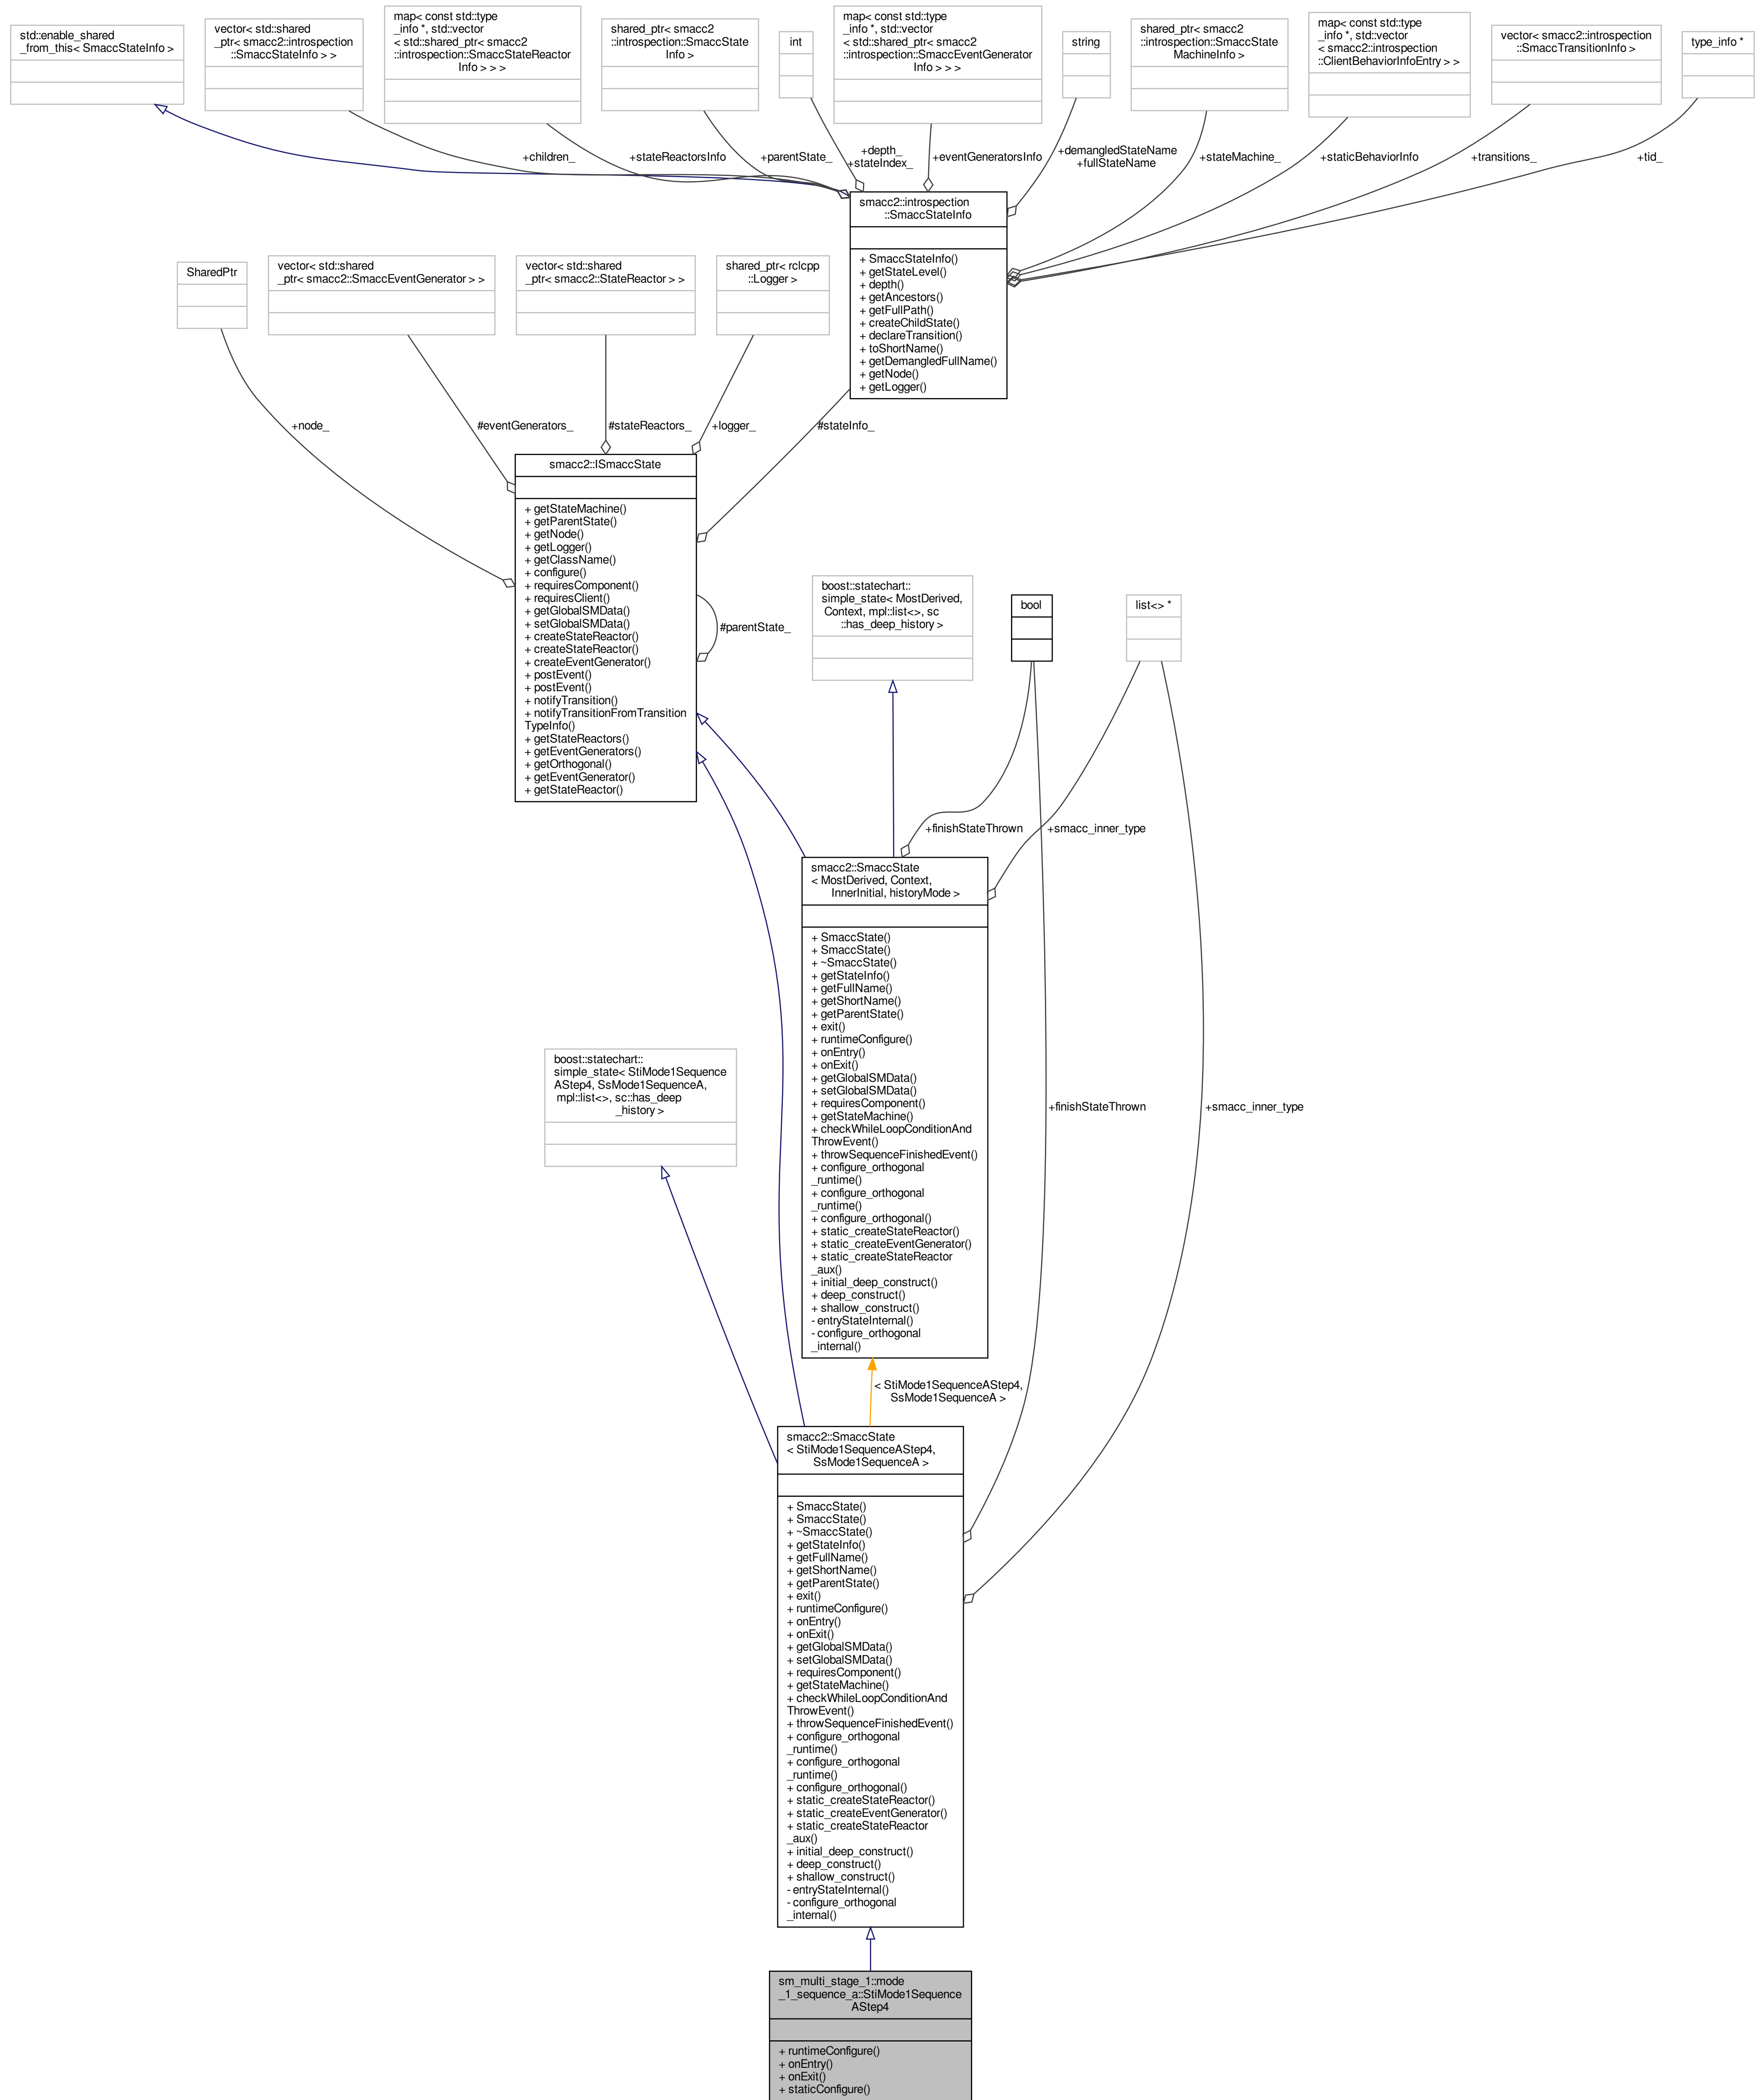 std::enable_shared
_from_this< SmaccStateInfo >
vector< std::shared
_ptr< smacc2::introspection
::SmaccStateInfo > >
map< const std::type
_info *, std::vector
< std::shared_ptr< smacc2
::introspection::SmaccStateReactor
Info > > >
shared_ptr< smacc2
::introspection::SmaccState
Info >
int
map< const std::type
_info *, std::vector
< std::shared_ptr< smacc2
::introspection::SmaccEventGenerator
Info > > >
string
shared_ptr< smacc2
::introspection::SmaccState
MachineInfo >
map< const std::type
_info *, std::vector
< smacc2::introspection
::ClientBehaviorInfoEntry > >
vector< smacc2::introspection
::SmaccTransitionInfo >
type_info *
+children_
+stateReactorsInfo
+parentState_
+depth_
+stateIndex_
+eventGeneratorsInfo
+demangledStateName
+fullStateName
+stateMachine_
+staticBehaviorInfo
+transitions_
+tid_
smacc2::introspection
::SmaccStateInfo
+ SmaccStateInfo()
+ getStateLevel()
+ depth()
+ getAncestors()
+ getFullPath()
+ createChildState()
+ declareTransition()
+ toShortName()
+ getDemangledFullName()
+ getNode()
+ getLogger()
SharedPtr
vector< std::shared
_ptr< smacc2::SmaccEventGenerator > >
vector< std::shared
_ptr< smacc2::StateReactor > >
shared_ptr< rclcpp
::Logger >
+node_
#eventGenerators_
#stateReactors_
+logger_
#stateInfo_
smacc2::ISmaccState
+ getStateMachine()
+ getParentState()
+ getNode()
+ getLogger()
+ getClassName()
+ configure()
+ requiresComponent()
+ requiresClient()
+ getGlobalSMData()
+ setGlobalSMData()
+ createStateReactor()
+ createStateReactor()
+ createEventGenerator()
+ postEvent()
+ postEvent()
+ notifyTransition()
+ notifyTransitionFromTransition
TypeInfo()
+ getStateReactors()
+ getEventGenerators()
+ getOrthogonal()
+ getEventGenerator()
+ getStateReactor()
#parentState_
boost::statechart::
simple_state< MostDerived,
Context, mpl::list<>, sc
::has_deep_history >
bool
list<> *
+finishStateThrown
+smacc_inner_type
smacc2::SmaccState
< MostDerived, Context,
InnerInitial, historyMode >
+ SmaccState()
+ SmaccState()
+ ~SmaccState()
+ getStateInfo()
+ getFullName()
+ getShortName()
+ getParentState()
+ exit()
+ runtimeConfigure()
+ onEntry()
+ onExit()
+ getGlobalSMData()
+ setGlobalSMData()
+ requiresComponent()
+ getStateMachine()
+ checkWhileLoopConditionAnd
ThrowEvent()
+ throwSequenceFinishedEvent()
+ configure_orthogonal
_runtime()
+ configure_orthogonal
_runtime()
+ configure_orthogonal()
+ static_createStateReactor()
+ static_createEventGenerator()
+ static_createStateReactor
_aux()
+ initial_deep_construct()
+ deep_construct()
+ shallow_construct()
- entryStateInternal()
- configure_orthogonal
_internal()
boost::statechart::
simple_state< StiMode1Sequence
AStep4, SsMode1SequenceA,
mpl::list<>, sc::has_deep
_history >
+finishStateThrown
+smacc_inner_type
< StiMode1SequenceAStep4,
SsMode1SequenceA >
smacc2::SmaccState
< StiMode1SequenceAStep4,
SsMode1SequenceA >
+ SmaccState()
+ SmaccState()
+ ~SmaccState()
+ getStateInfo()
+ getFullName()
+ getShortName()
+ getParentState()
+ exit()
+ runtimeConfigure()
+ onEntry()
+ onExit()
+ getGlobalSMData()
+ setGlobalSMData()
+ requiresComponent()
+ getStateMachine()
+ checkWhileLoopConditionAnd
ThrowEvent()
+ throwSequenceFinishedEvent()
+ configure_orthogonal
_runtime()
+ configure_orthogonal
_runtime()
+ configure_orthogonal()
+ static_createStateReactor()
+ static_createEventGenerator()
+ static_createStateReactor
_aux()
+ initial_deep_construct()
+ deep_construct()
+ shallow_construct()
- entryStateInternal()
- configure_orthogonal
_internal()
sm_multi_stage_1::mode
_1_sequence_a::StiMode1Sequence
AStep4
+ runtimeConfigure()
+ onEntry()
+ onExit()
+ staticConfigure()